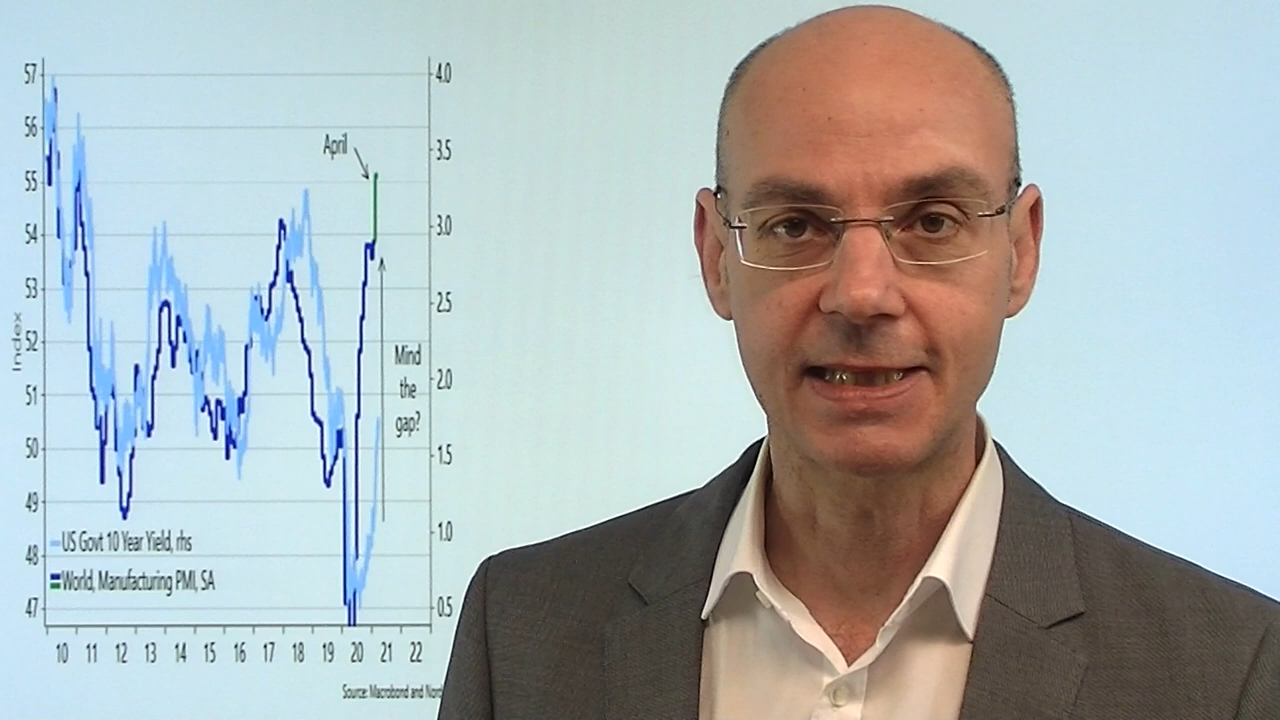 57
56
55
54
53
52
51
50
49
48
47
Index
4.0
3.5
3.0
2.5
2.0
1.5
1.0
0.5
April
Mind
the
gap?
US Govt 10 Year Yield, rhs
World, Manufacturing PMI, SA
10 11 12 13 14 15 16 17 18 19 20 21 22
Source: Macrobond and Nord